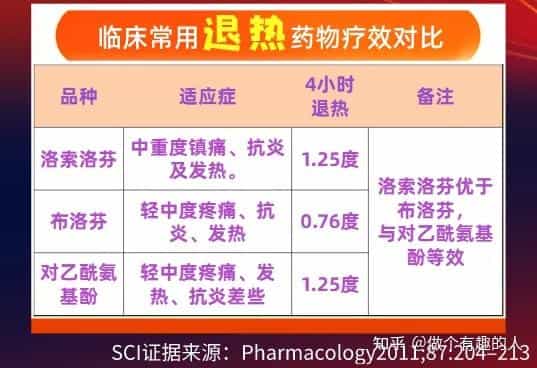 临床常用退热药物疗效对比
品种
适应症
4小时
退热
备注
洛索洛芬
中重度镇痛、抗炎
及发热。
1.25度
洛索洛芬优于
布洛芬，
与对乙酰氨基
酚等效
布洛芬
轻中度疼痛、抗
炎、发热
0.76度
对乙酰氨
基酚
轻中度疼痛、发
热、抗炎差些
1.25度
知乎 @做个有趣的人
SCI证据来源：Pharmacology2011;87:204–213